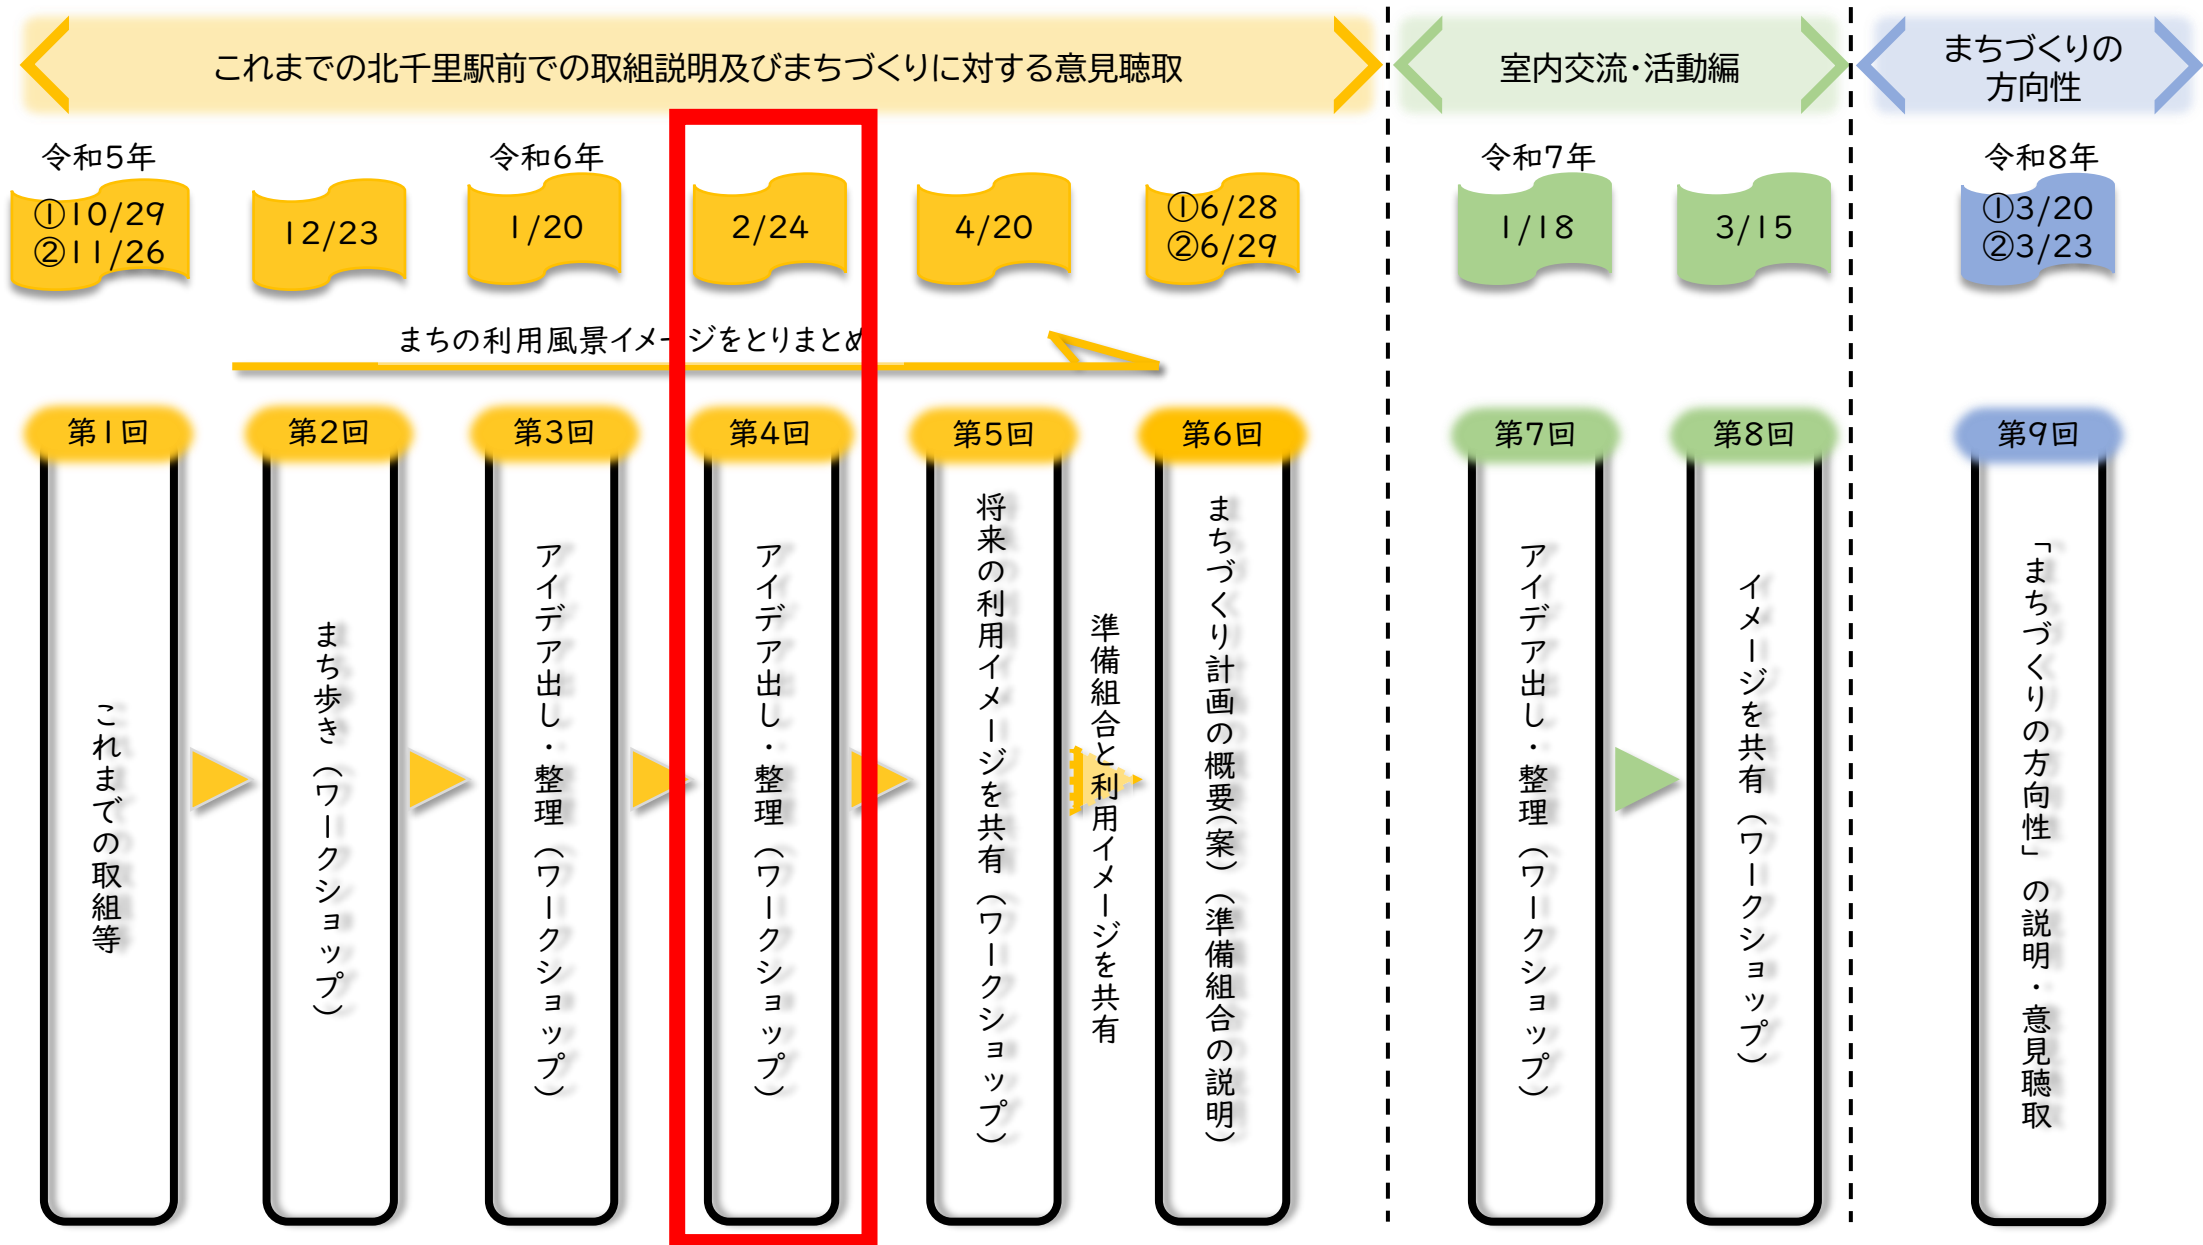 これまでの北千里駅前での取組説明及びまちづくりに対する意見聴取
室内交流・活動編
まちづくりの
方向性
令和5年
①10/29
②11/26
12/23
令和6年
1/20
2/24
4/20
①6/28
②6/29
令和7年
1/18
3/15
令和8年
①3/20
②3/23
まちの利用風景イメージをとりまとめ
第1回
これまでの取組等
第2回
まち歩き（ワークショップ）
第3回
アイデア出し・整理（ワークショップ）
第4回
アイデア出し・整理（ワークショップ）
第5回
将来の利用イメージを共有（ワークショップ）
準備組合と利用イメージを共有
第6回
まちづくり計画の概要(案)（準備組合の説明）
第7回
アイデア出し・整理（ワークショップ）
第8回
イメージを共有（ワークショップ）
第9回
「まちづくりの方向性」の説明・意見聴取